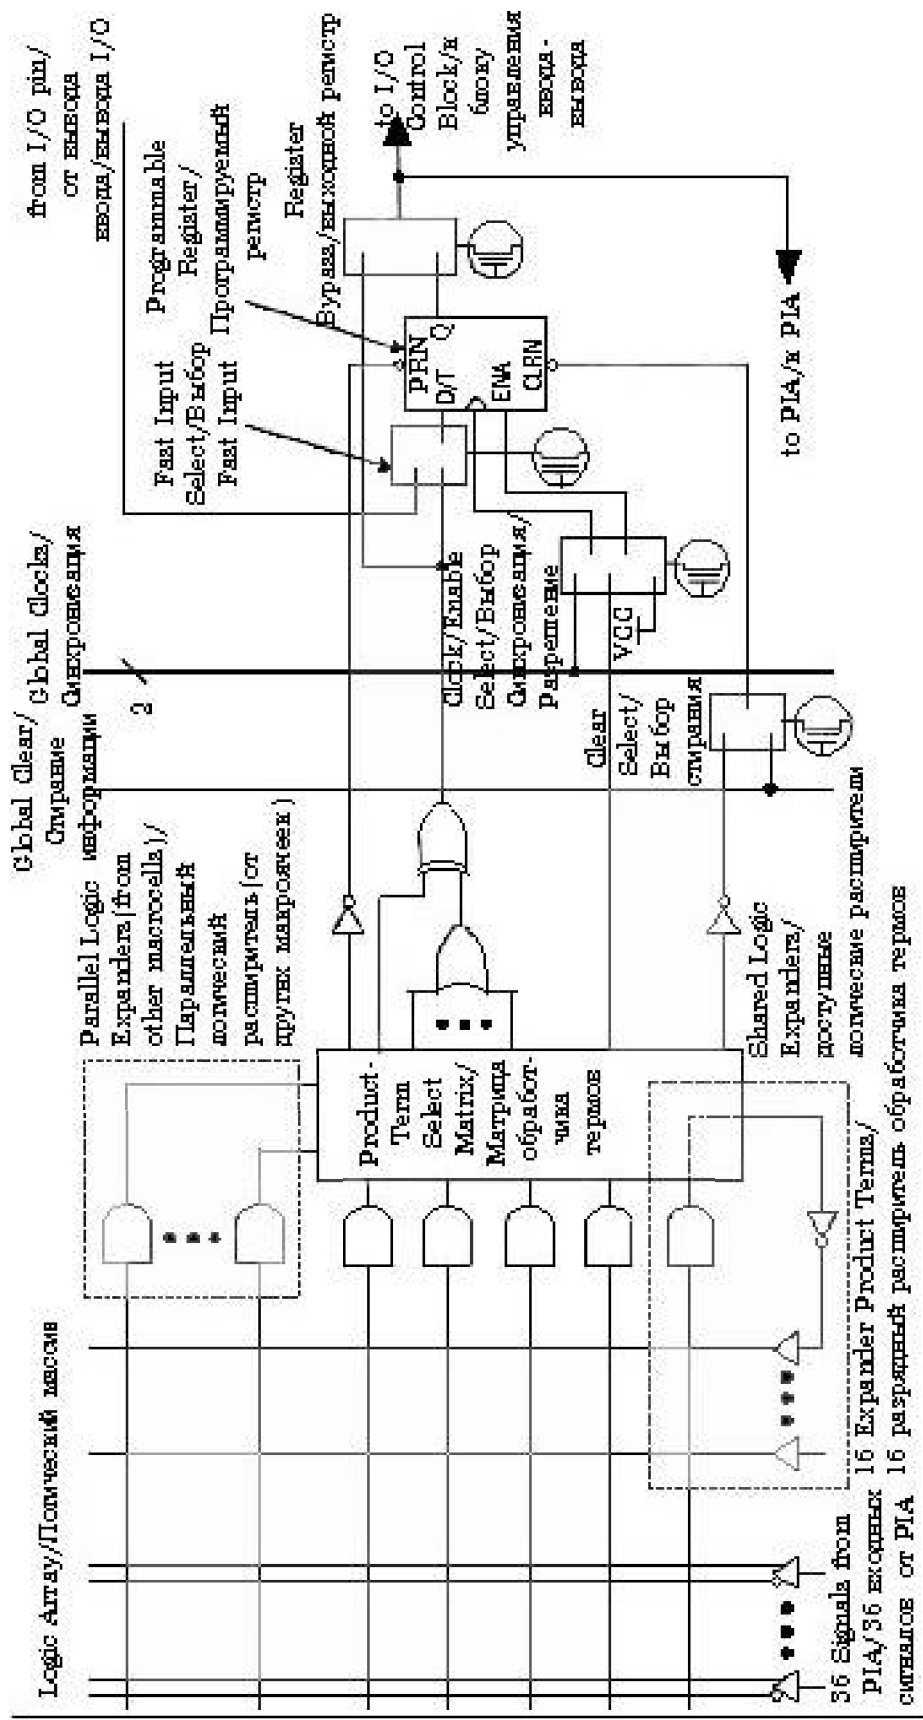 Logic Array/Логический массив
Global Clear/
Стирание
информации
Global Clocks/
Синхронизация
2
from I/O pin/
от вывода
ввода/вывода I/O
Parallel Logic
Expanders(from
other macrocells)/
Параллельный
логический
расширитель(от
других макроячеек)
Fast Input
Select/Выбор
Fast Input
Programmable
Register/
Программируемый
регистр
Register
Bypass/выходной регистр
to I/O
Control
Block/к
блоку
управления
ввода-
вывода
PRN
D/T
Q
ENA
CLRN
Clock/Enable
Select/Выбор
Синхронизация/
Разрешение
VCC
Clear
Select/
Выбор
стирания
to PIA/к PIA
Product-
Term
Select
Matrix/
Матрица
обработ-
чика
термов
Shared Logic
Expanders/
доступные
логические расширители
36 Signals from
PIA/36 входных
сигналов от PIA
16 Expander Product Terms/
16 разрядный расширитель обработчика термов